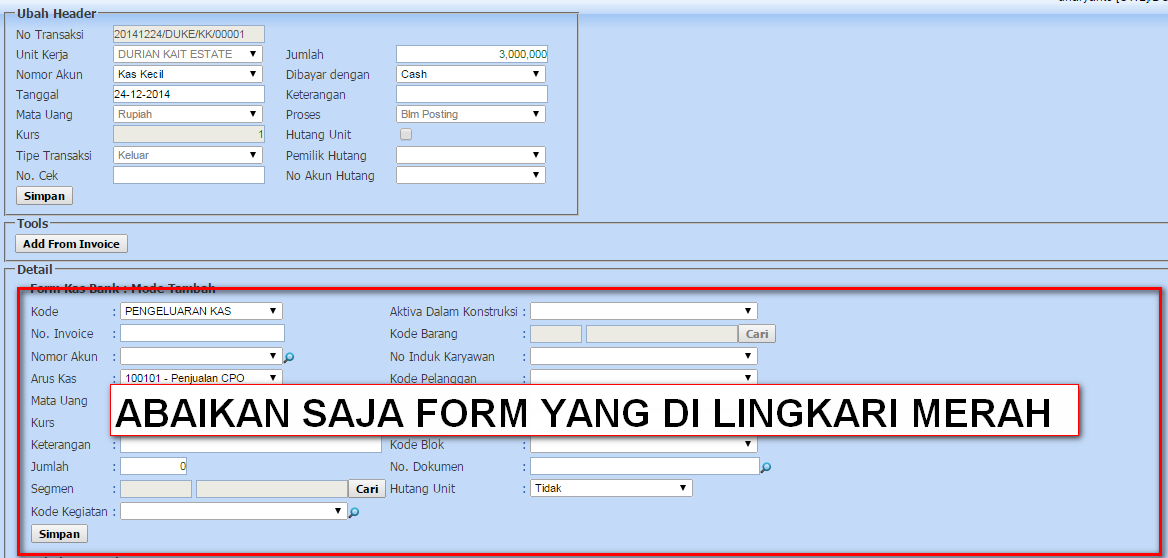 Ubah Header
No Transaksi 20141224/DUKE/KK/00001
Unit Kerja DURIAN KAIT ESTATE Jumlah 3,000,000
Nomor Akun Kas Kecil Dibayar dengan Cash
Tanggal 24-12-2014 Keterangan
Mata Uang Rupiah Proses Blm Posting
Kurs 1 Hutang Unit
Tipe Transaksi Keluar Pemilik Hutang
No. Cek No Akun Hutang
Simpan
Tools
Add From Invoice
Detail
Form Kas Bank : Mode Tambah
Kode : PENGELUARAN KAS Aktiva Dalam Konstruksi :
No. Invoice : Kode Barang : Cari
Nomor Akun : No Induk Karyawan :
Arus Kas : 100101 - Penjualan CPO Kode Pelanggan :
Mata Uang
ABAIKAN SAJA FORM YANG DI LINGKARI MERAH
Kurs
Keterangan : Kode Blok :
Jumlah : 0 No. Dokumen :
Segmen : Cari Hutang Unit : Tidak
Kode Kegiatan :
Simpan